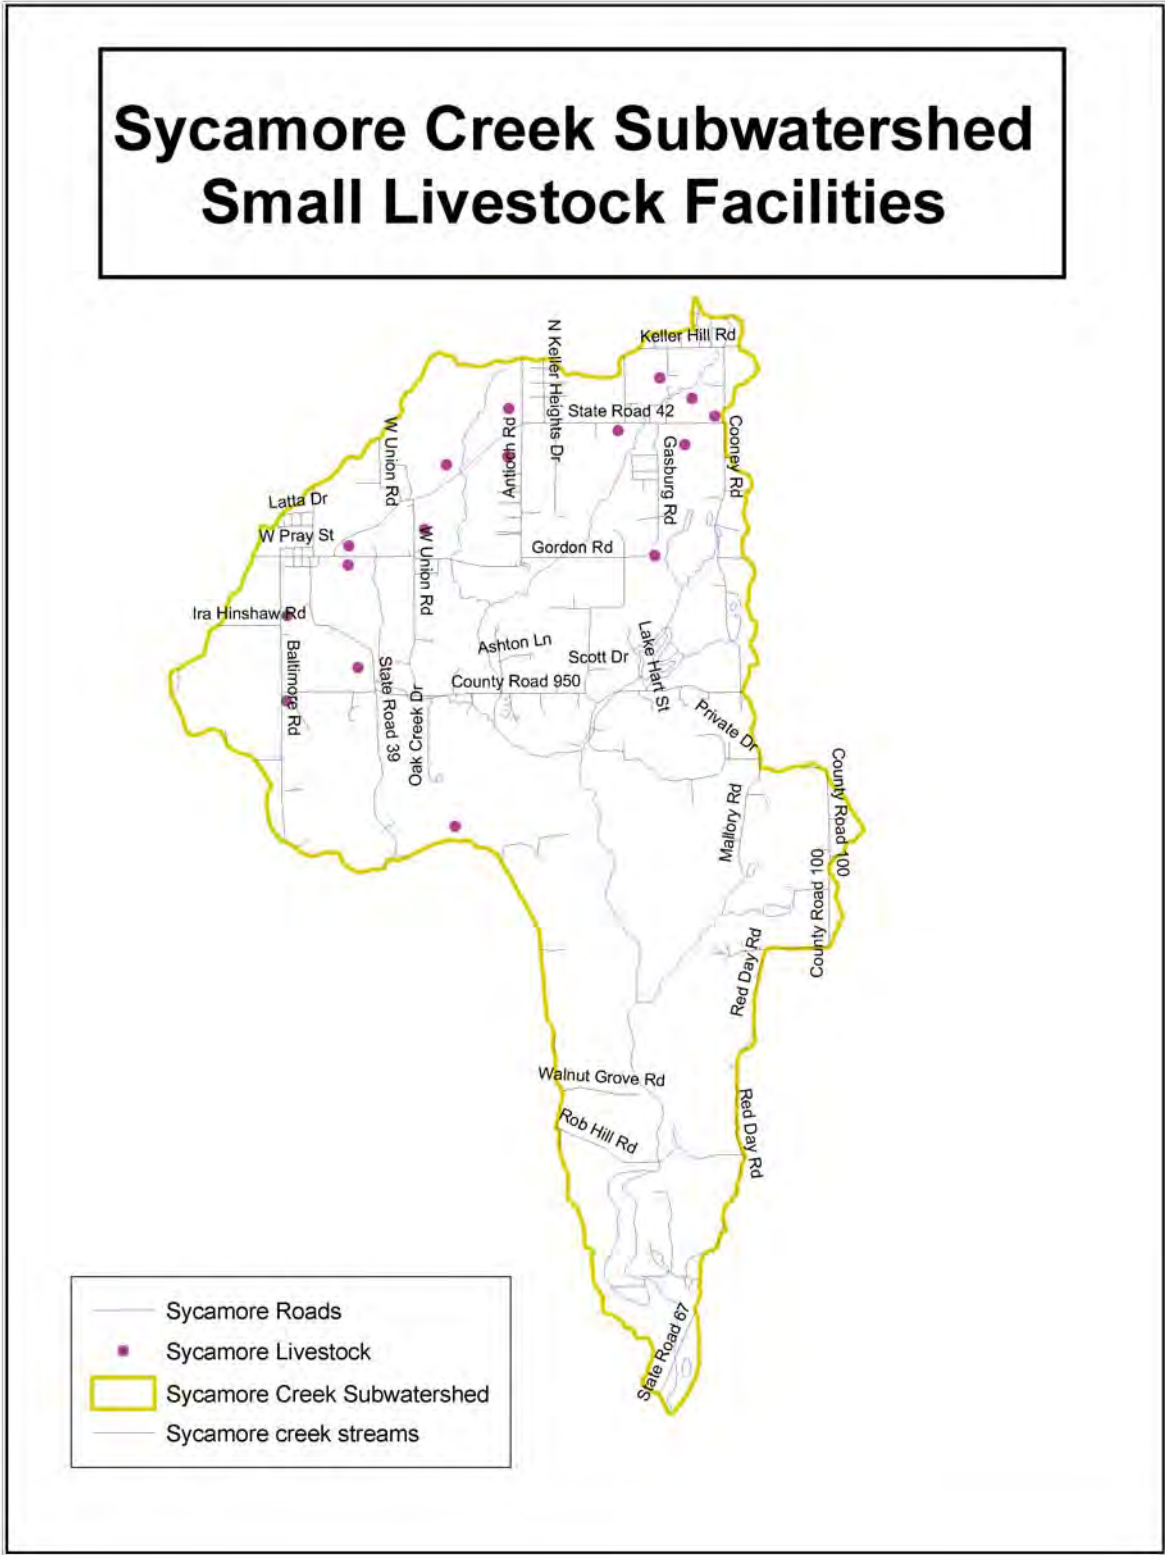 Sycamore Creek Subwatershed
Small Livestock Facilities
Keller Hill Rd
N Keller Heights Dr
State Road 42
Cooney Rd
W Union Rd
Antioch Rd
Gasburg Rd
Latta Dr
W Pray St
Gordon Rd
W Union Rd
Ira Hinshaw Rd
Ashton Ln
Scott Dr
Lake Hart St
Baltimore Rd
State Road 39
County Road 950
Oak Creek Dr
Private Dr
County Road 100
Mallory Rd
County Road 100
Red Day Rd
Walnut Grove Rd
Rob Hill Rd
Red Day Rd
State Road 67
Sycamore Roads
Sycamore Livestock
Sycamore Creek Subwatershed
Sycamore creek streams